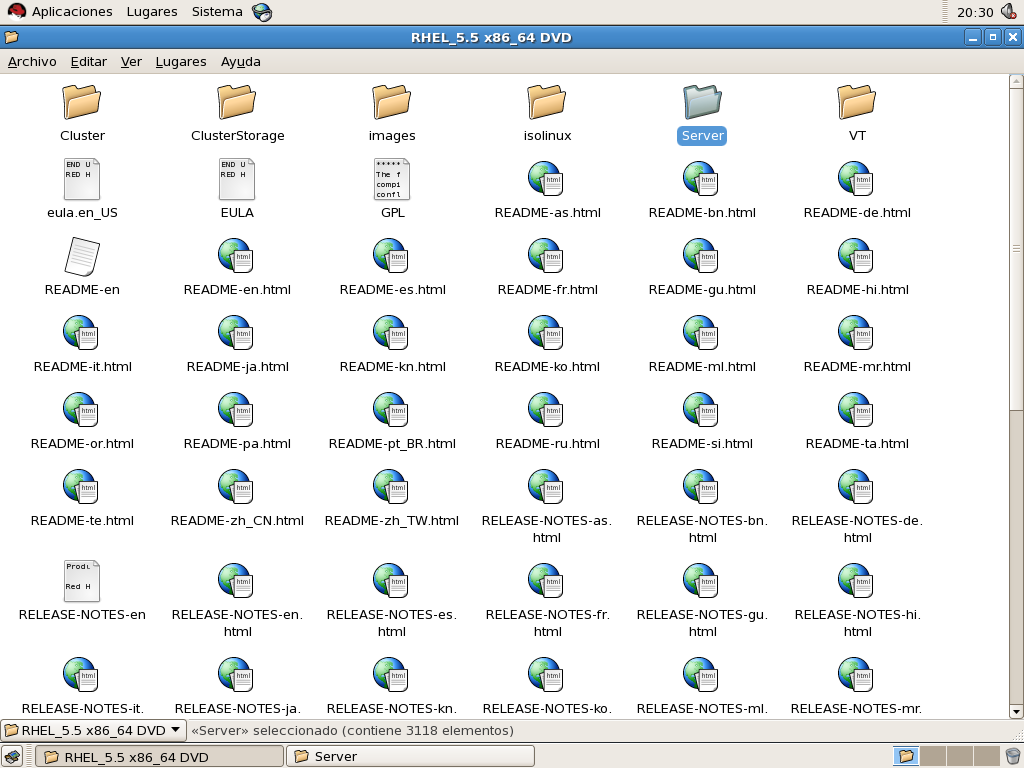 Aplicaciones Lugares Sistema 20:30
RHEL_5.5 x86_64 DVD
Archivo Editar Ver Lugares Ayuda
Cluster ClusterStorage images isolinux Server VT
END U END U *****
RED H RED H The f
compi
confl
html html html
eula.en_US EULA GPL README-as.html README-bn.html README-de.html
html html html html html
README-en README-en.html README-es.html README-fr.html README-gu.html README-hi.html
html html html html html html
README-it.html README-ja.html README-kn.html README-ko.html README-ml.html README-mr.html
html html html html html html
README-or.html README-pa.html README-pt_BR.html README-ru.html README-si.html README-ta.html
html html html html html html
README-te.html README-zh_CN.html README-zh_TW.html RELEASE-NOTES-as. RELEASE-NOTES-bn. RELEASE-NOTES-de.
html html html
Produ
Red H html html html html html
RELEASE-NOTES-en RELEASE-NOTES-en. RELEASE-NOTES-es. RELEASE-NOTES-fr. RELEASE-NOTES-gu. RELEASE-NOTES-hi.
html html html html html
html html html html html html
RELEASE-NOTES-it. RELEASE-NOTES-ja. RELEASE-NOTES-kn. RELEASE-NOTES-ko. RELEASE-NOTES-ml. RELEASE-NOTES-mr.
RHEL_5.5 x86_64 DVD «Server» seleccionado (contiene 3118 elementos)
RHEL_5.5 x86_64 DVD Server